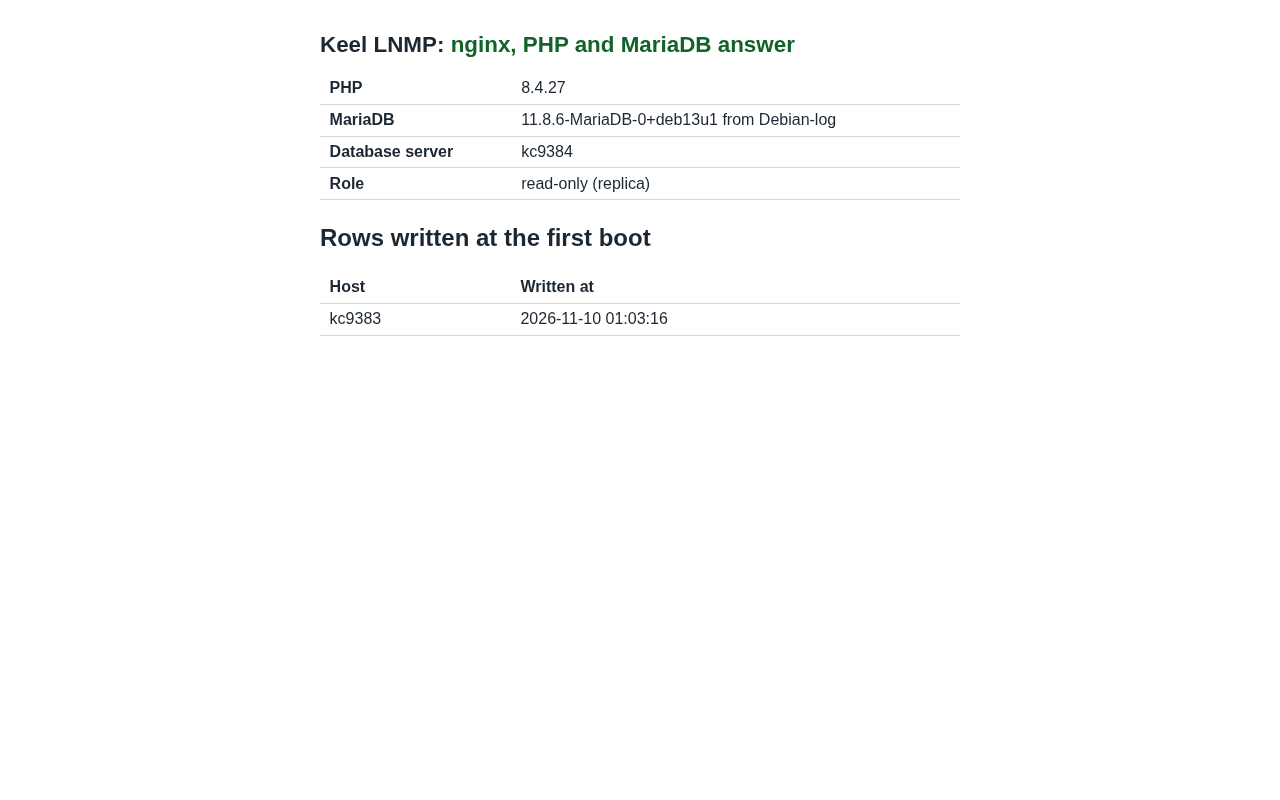 Keel LNMP: nginx, PHP and MariaDB answer
PHP 8.4.27
MariaDB 11.8.6-MariaDB-0+deb13u1 from Debian-log
Database server kc9384
Role read-only (replica)
Rows written at the first boot
Host Written at
kc9383 2026-11-10 01:03:16